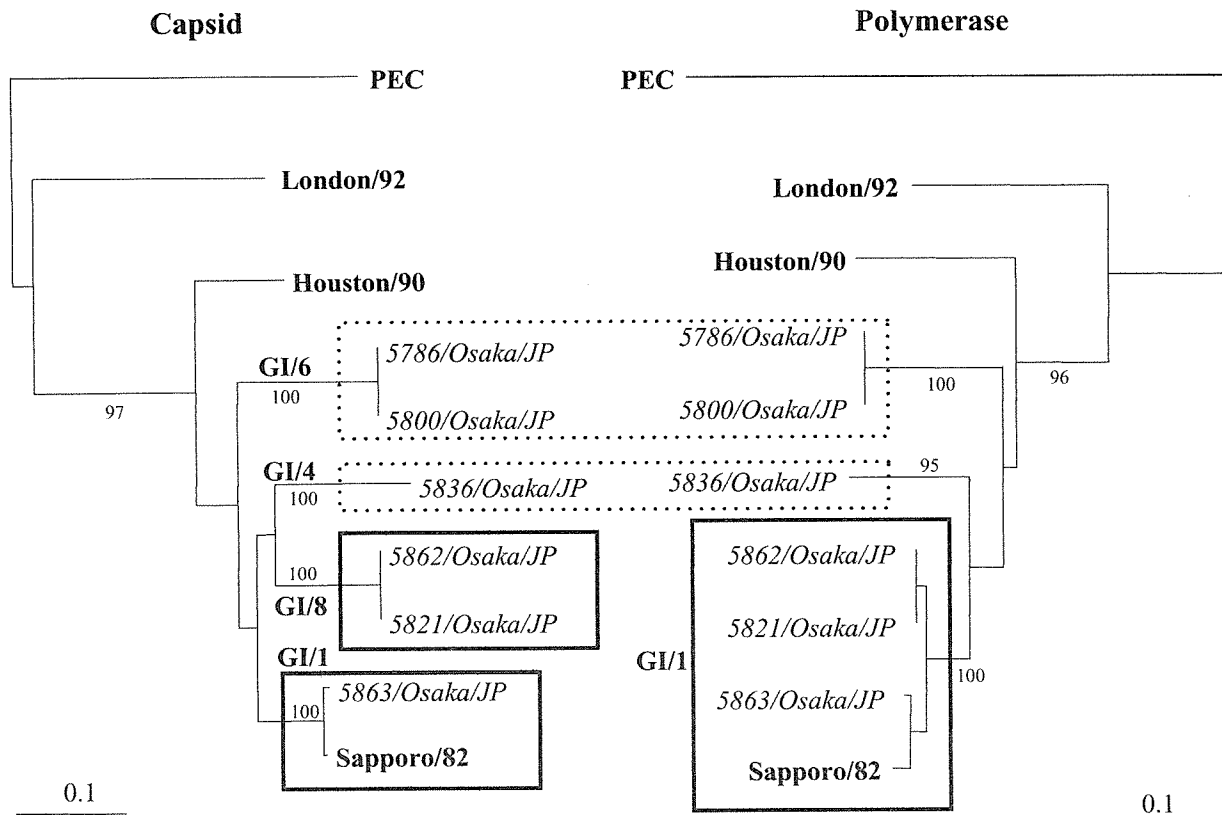 Capsid
PEC
London/92
Houston/90
97
GI/6
100
5786/Osaka/JP
5800/Osaka/JP
GI/4
100
5836/Osaka/JP
100
GI/8
5862/Osaka/JP
5821/Osaka/JP
GI/1
100
5863/Osaka/JP
Sapporo/82
0.1
Polymerase
PEC
London/92
Houston/90
96
5786/Osaka/JP
5800/Osaka/JP
100
95
5836/Osaka/JP
5862/Osaka/JP
5821/Osaka/JP
GI/1
100
5863/Osaka/JP
Sapporo/82
0.1